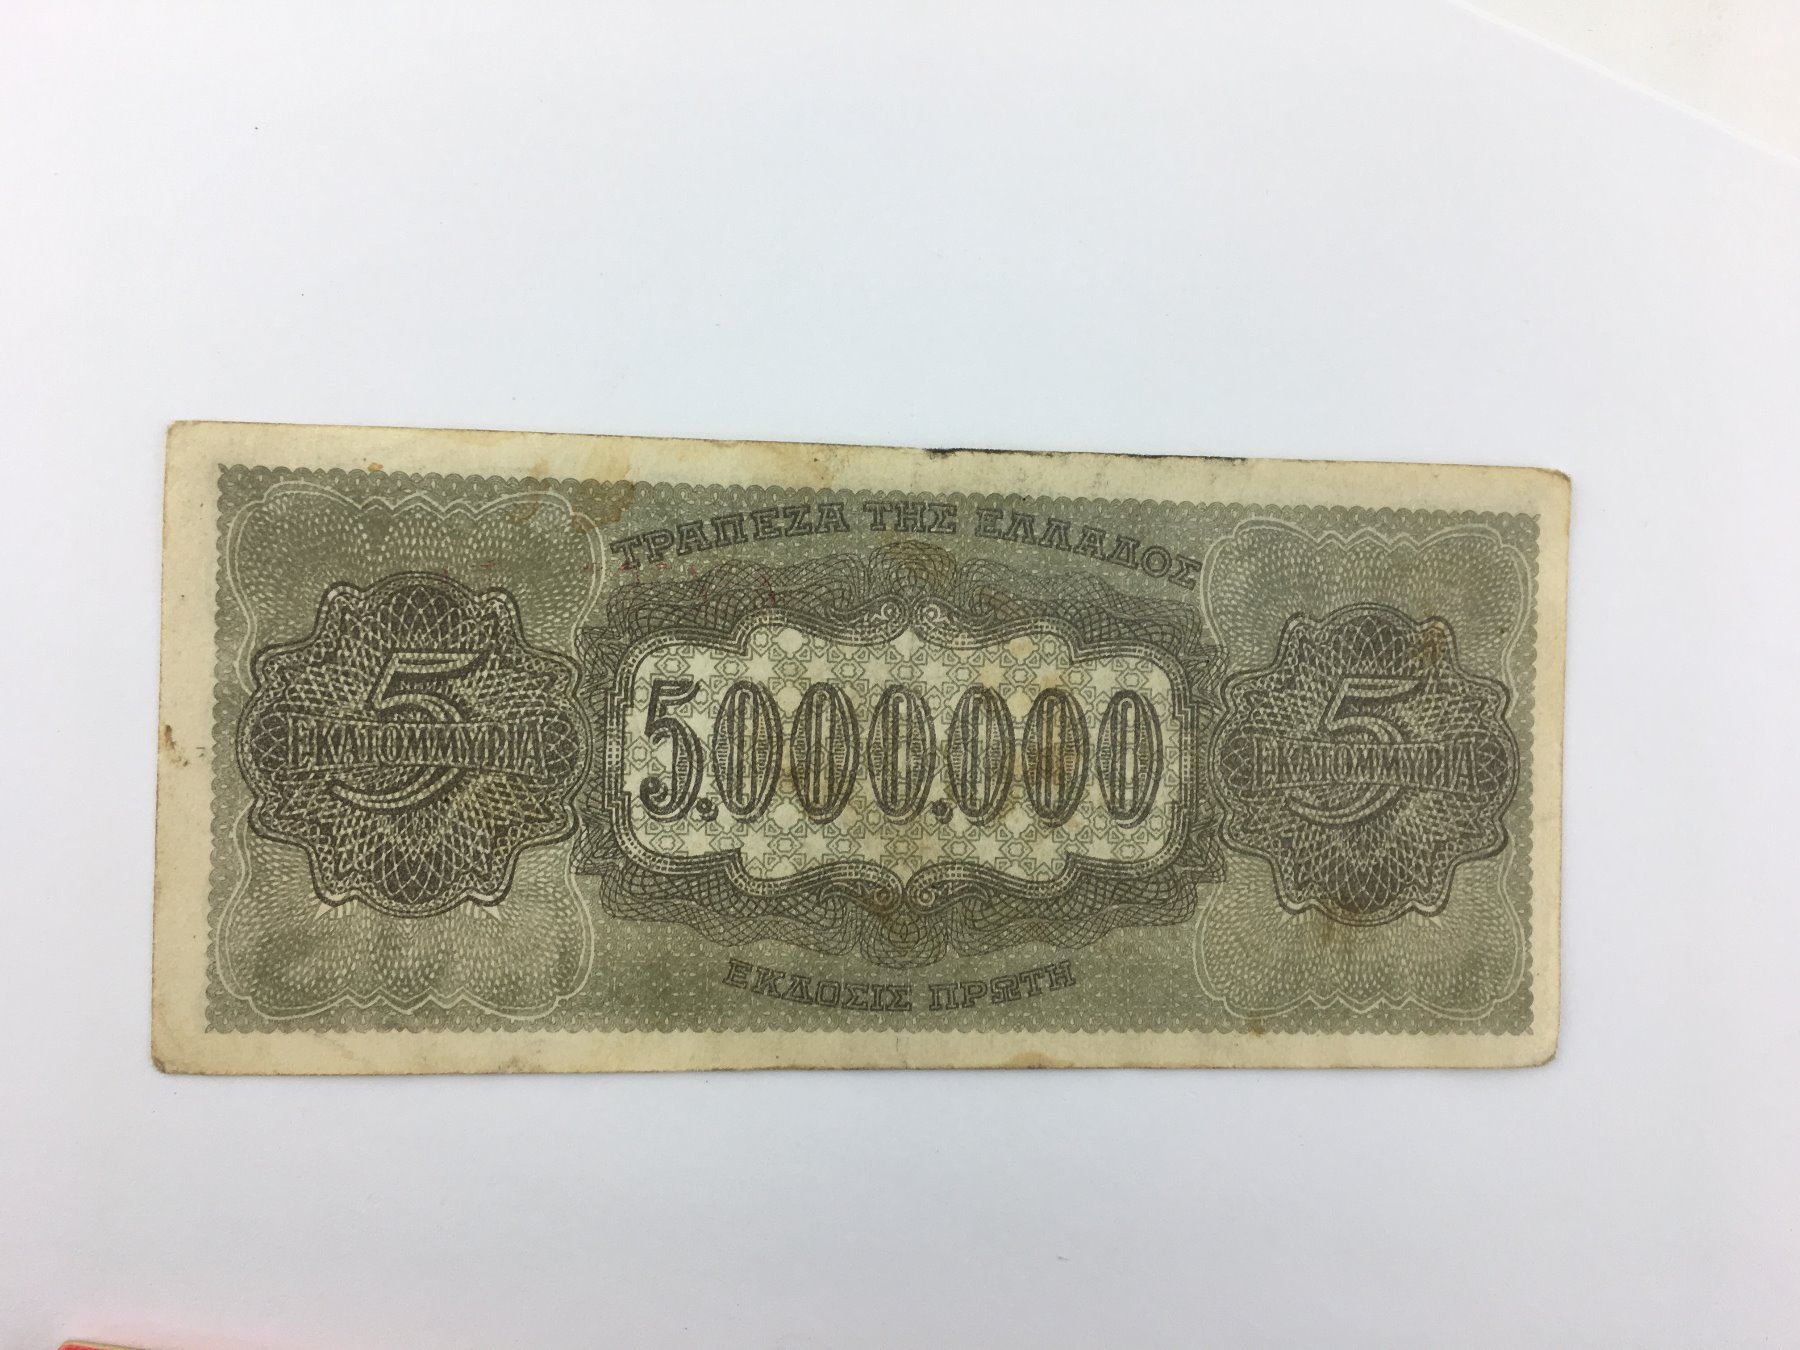 ΤΡΑΠΕΖΑ ΤΗΣ ΕΛΛΑΔΟΣ
5
ΕΚΑΤΟΜΜΥΡΙΑ
5.000.000
5
ΕΚΑΤΟΜΜΥΡΙΑ
ΕΚΔΟΣΙΣ ΠΡΩΤΗ